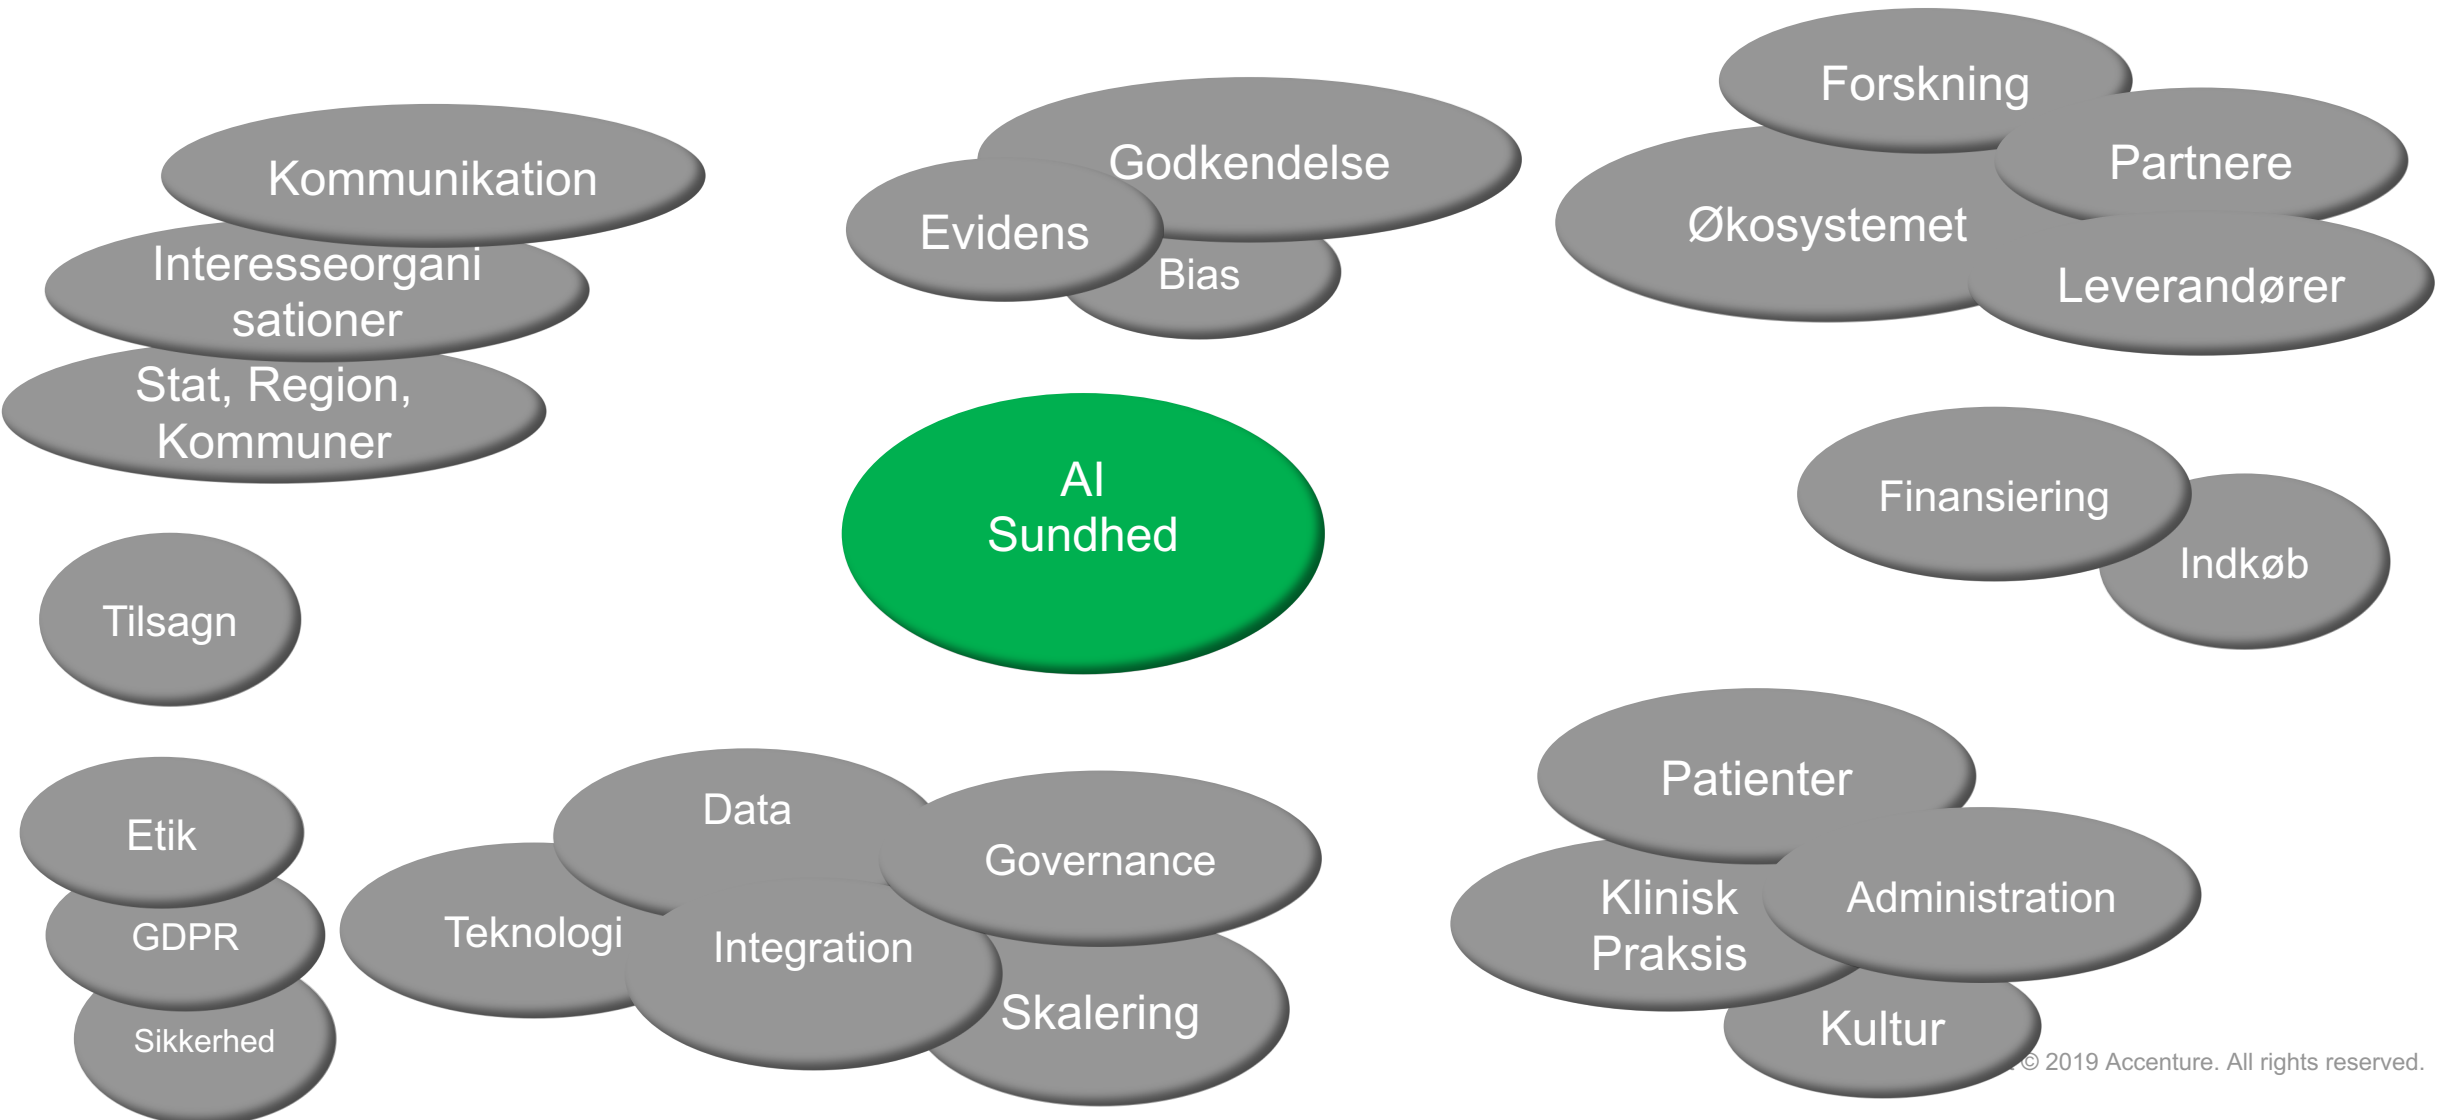 Kommunikation
Interesseorgani
sationer
Stat, Region,
Kommuner
Godkendelse
Evidens
Bias
Forskning
Partnere
Økosystemet
Leverandører
AI
Sundhed
Finansiering
Indkøb
Tilsagn
Etik
GDPR
Sikkerhed
Data
Governance
Teknologi
Integration
Skalering
Patienter
Klinisk
Praksis
Administration
Kultur
© 2019 Accenture. All rights reserved.